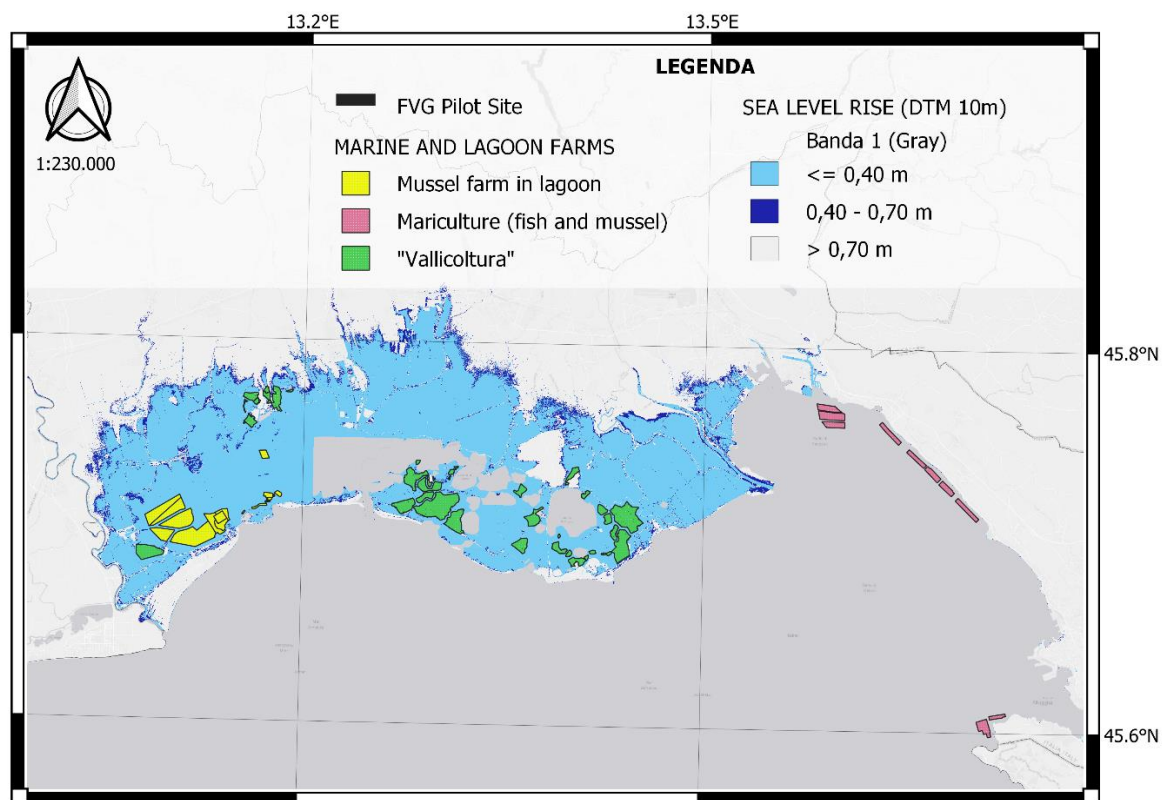 13.2°E
13.5°E
LEGENDA
1:230.000
FVG Pilot Site
MARINE AND LAGOON FARMS
Mussel farm in lagoon
Mariculture (fish and mussel)
"Vallicoltura"
SEA LEVEL RISE (DTM 10m)
Banda 1 (Gray)
<= 0,40 m
0,40 - 0,70 m
> 0,70 m
45.8°N
45.6°N